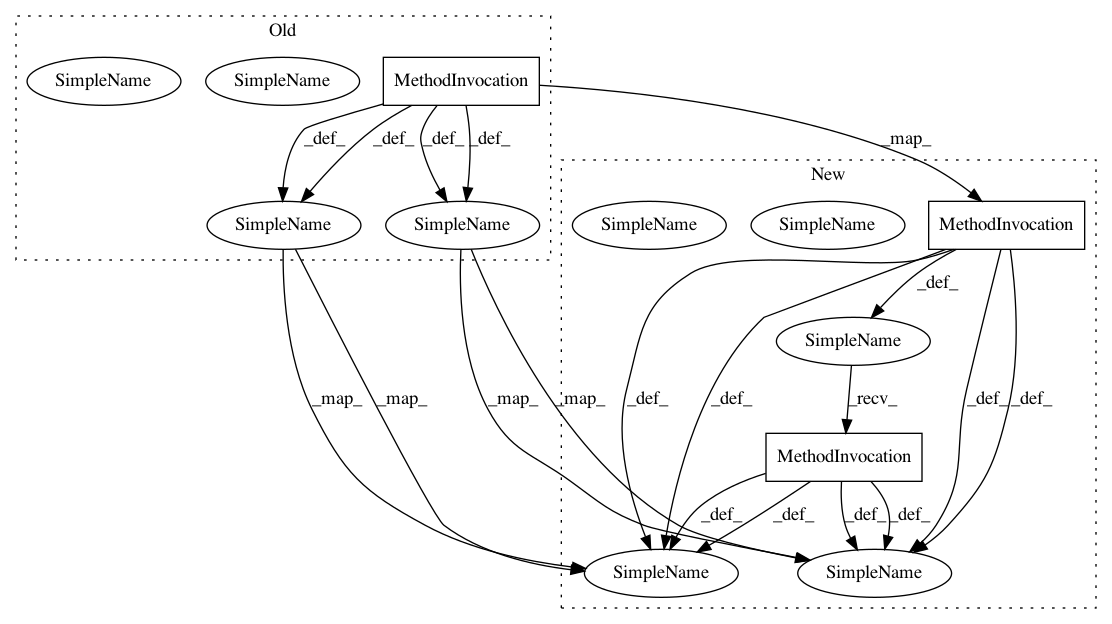 Old
SimpleName
SimpleName
MethodInvocation
_def_
_def_
_def_
_def_
_map_
New
SimpleName
SimpleName
SimpleName
SimpleName
MethodInvocation
_def_
SimpleName
_map_
_map_
_map_
_map_
_def_
_def_
_recv_
_def_
_def_
MethodInvocation
_def_
_def_
_def_
_def_
SimpleName
SimpleName